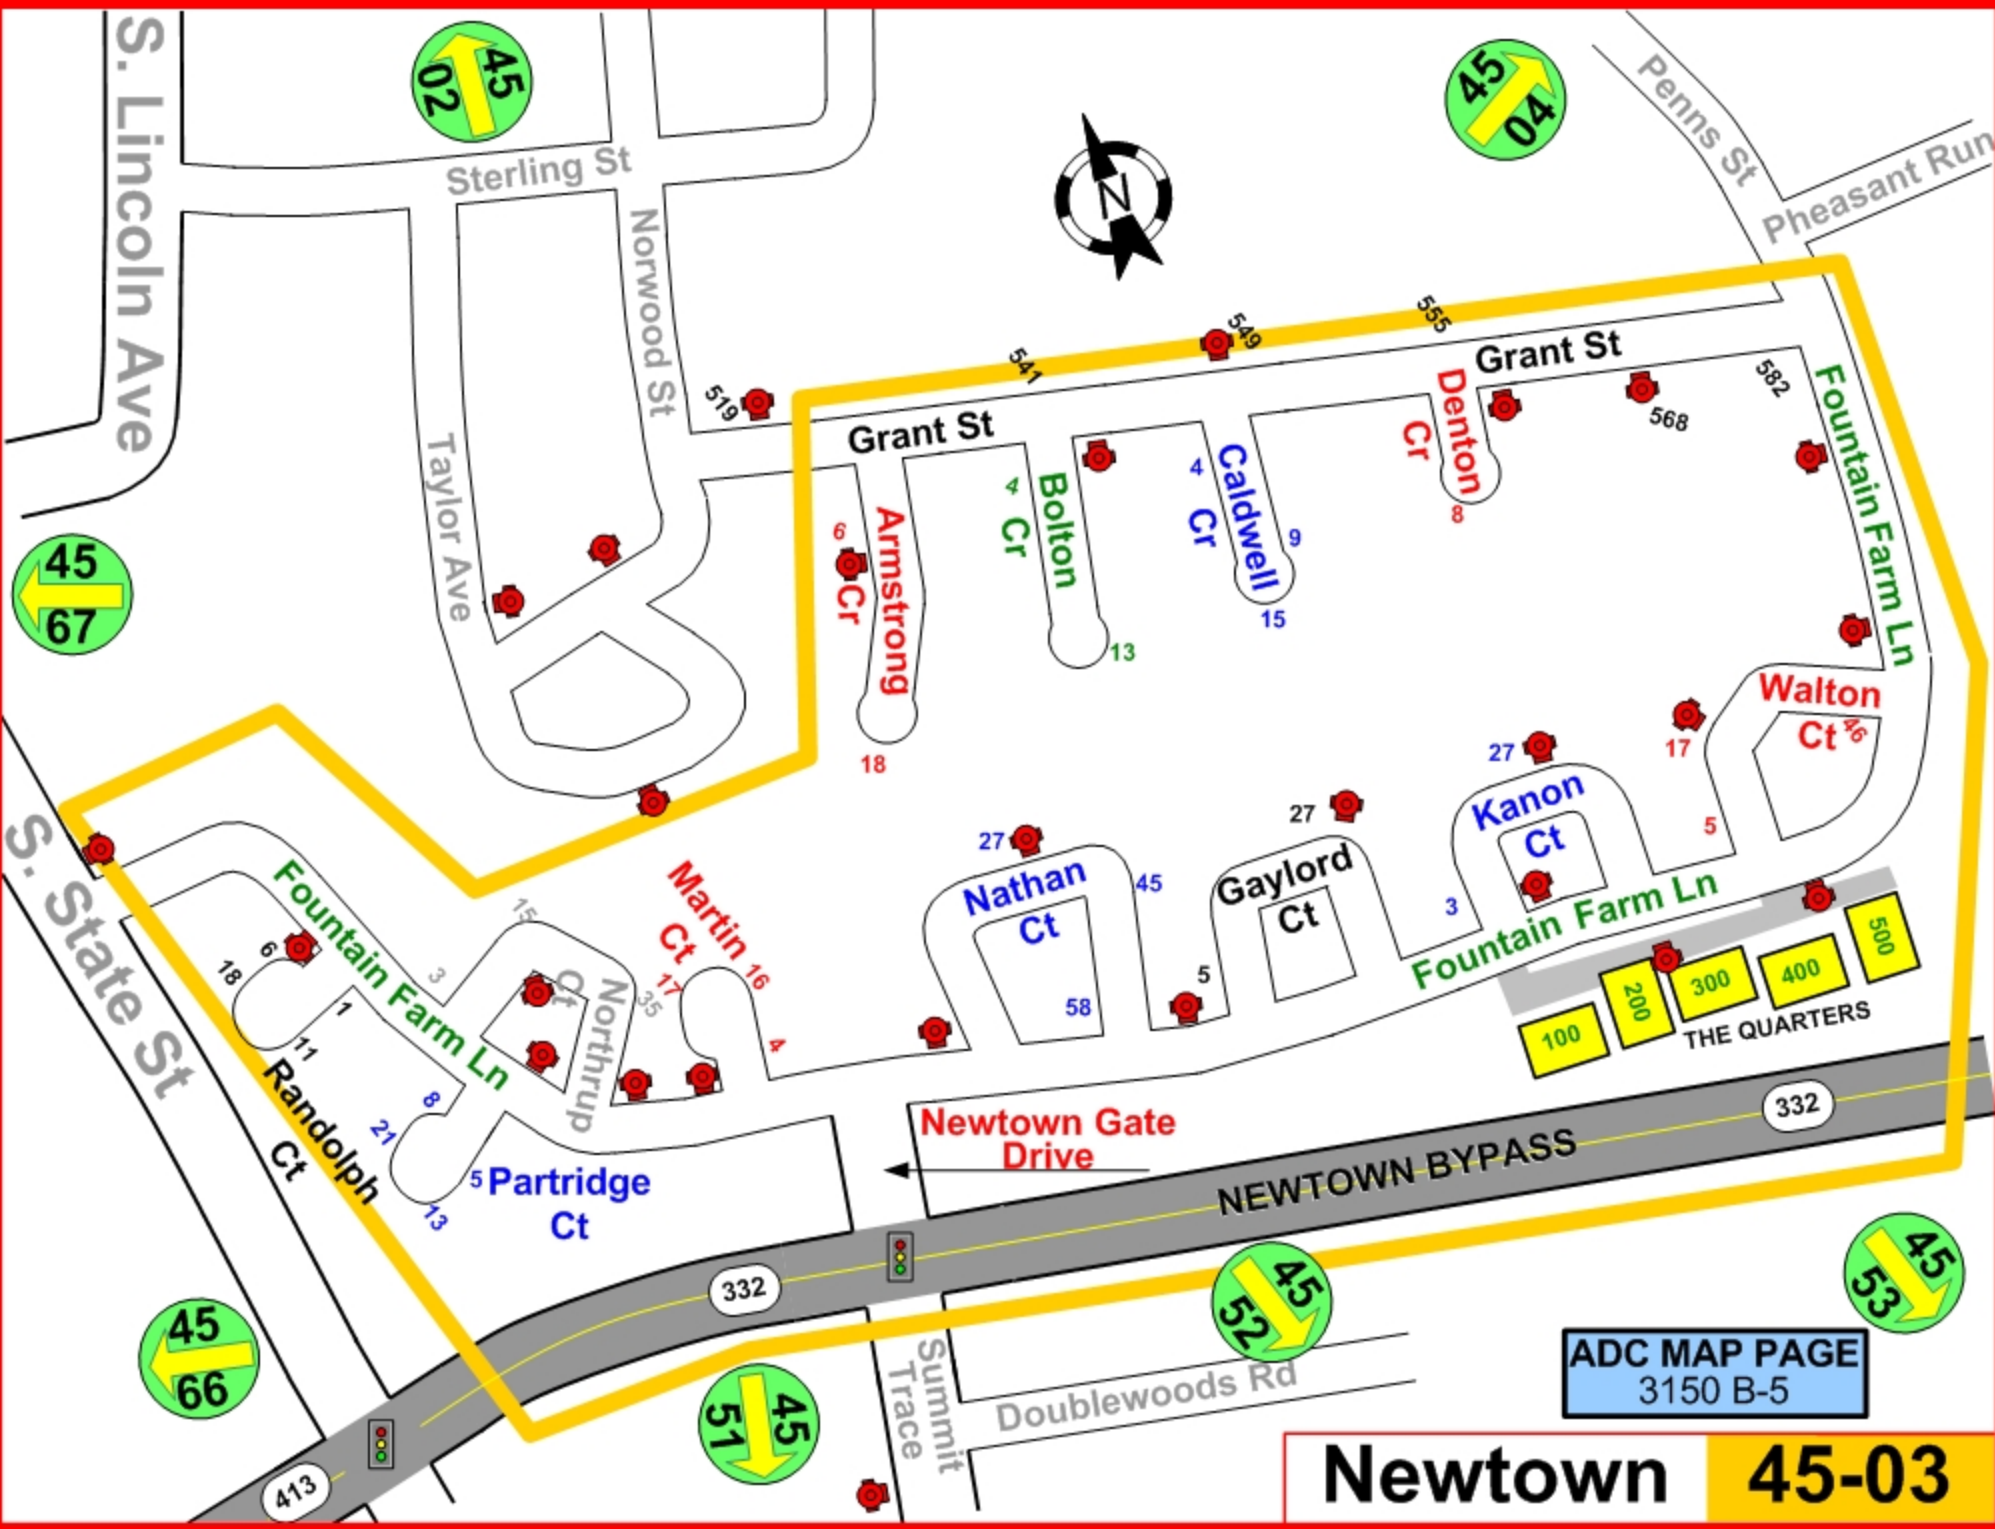 S. Lincoln Ave
45
02
45
04
Penns St
Pheasant Run
Sterling St
N
Norwood St
Taylor Ave
45
67
519
541
549
555
Grant St
Grant St
568
582
Denton
Cr
8
Fountain Farm Ln
Armstrong
Cr
6
18
Bolton
Cr
4
13
Caldwell
Cr
4
9
15
Walton
Ct
46
17
5
Kanon
Ct
27
3
Gaylord
Ct
27
5
Nathan
Ct
27
45
58
Martin
Ct
17
16
4
Northrup
Ct
15
3
35
Fountain Farm Ln
Fountain Farm Ln
S. State St
6
18
1
11
Randolph
Ct
8
21
5
13
Partridge
Ct
100
200
300
400
500
THE QUARTERS
Newtown Gate
Drive
NEWTOWN BYPASS
332
332
413
Summit
Trace
Doublewoods Rd
45
66
45
51
45
52
45
53
ADC MAP PAGE
3150 B-5
Newtown
45-03